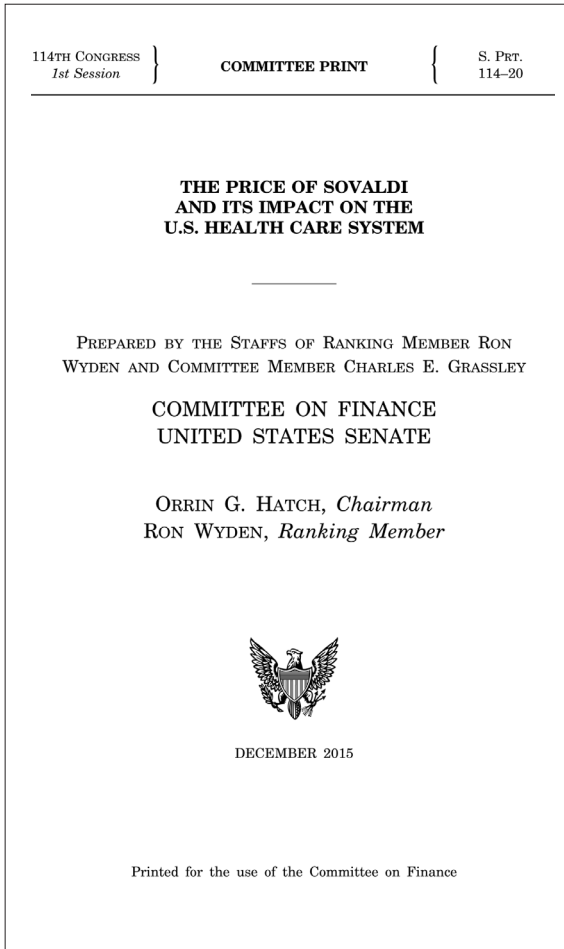 114TH CONGRESS
1st Session
COMMITTEE PRINT
S. PRT.
114–20
THE PRICE OF SOVALDI
AND ITS IMPACT ON THE
U.S. HEALTH CARE SYSTEM
PREPARED BY THE STAFFS OF RANKING MEMBER RON
WYDEN AND COMMITTEE MEMBER CHARLES E. GRASSLEY
COMMITTEE ON FINANCE
UNITED STATES SENATE
ORRIN G. HATCH, Chairman
RON WYDEN, Ranking Member
DECEMBER 2015
Printed for the use of the Committee on Finance